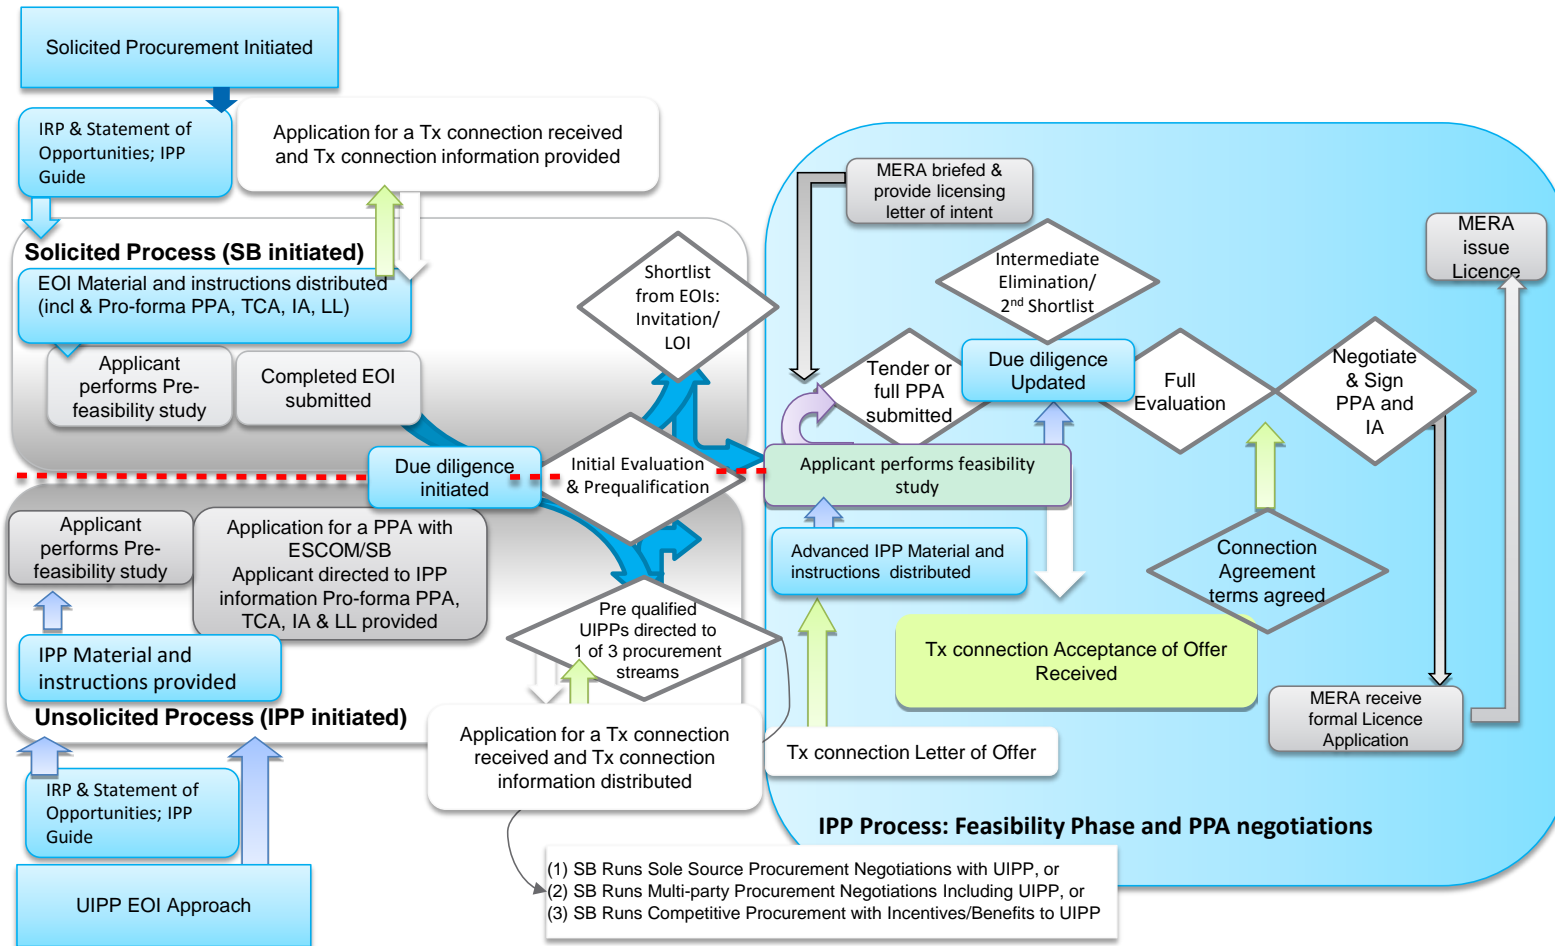 Solicited Procurement Initiated
IRP & Statement of
Opportunities; IPP
Guide
Application for a Tx connection received
and Tx connection information provided
Solicited Process (SB initiated)
EOI Material and instructions distributed
(incl & Pro-forma PPA, TCA, IA, LL)
Applicant
performs Pre-
feasibility study
Completed EOI
submitted
Shortlist
from EOIs:
Invitation/
LOI
Due diligence
initiated
Initial Evaluation
& Prequalification
Applicant
performs Pre-
feasibility study
Application for a PPA with
ESCOM/SB
Applicant directed to IPP
information Pro-forma PPA,
TCA, IA & LL provided
IPP Material and
instructions provided
Unsolicited Process (IPP initiated)
IRP & Statement of
Opportunities; IPP
Guide
UIPP EOI Approach
Pre qualified
UIPPs directed to
1 of 3 procurement
streams
Application for a Tx connection
received and Tx connection
information distributed
(1) SB Runs Sole Source Procurement Negotiations with UIPP, or
(2) SB Runs Multi-party Procurement Negotiations Including UIPP, or
(3) SB Runs Competitive Procurement with Incentives/Benefits to UIPP
MERA briefed &
provide licensing
letter of intent
Intermediate
Elimination/
2nd Shortlist
MERA
issue
Licence
Tender or
full PPA
submitted
Due diligence
Updated
Full
Evaluation
Negotiate
& Sign
PPA and
IA
Applicant performs feasibility
study
Advanced IPP Material and
instructions distributed
Connection
Agreement
terms agreed
Tx connection Acceptance of Offer
Received
MERA receive
formal Licence
Application
Tx connection Letter of Offer
IPP Process: Feasibility Phase and PPA negotiations